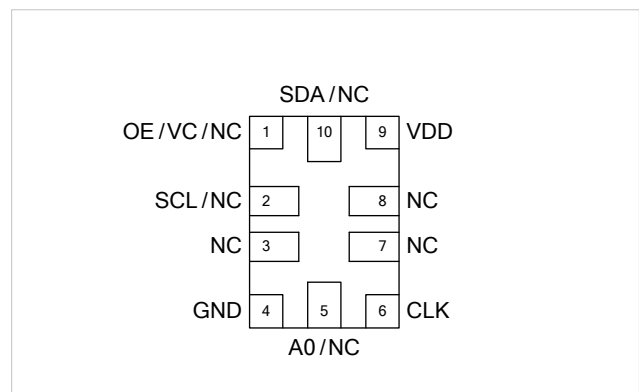 SDA/NC
OE/VC/NC 1 10 9 VDD
SCL/NC 2 8 NC
NC 3 7 NC
GND 4 5 6 CLK
A0/NC